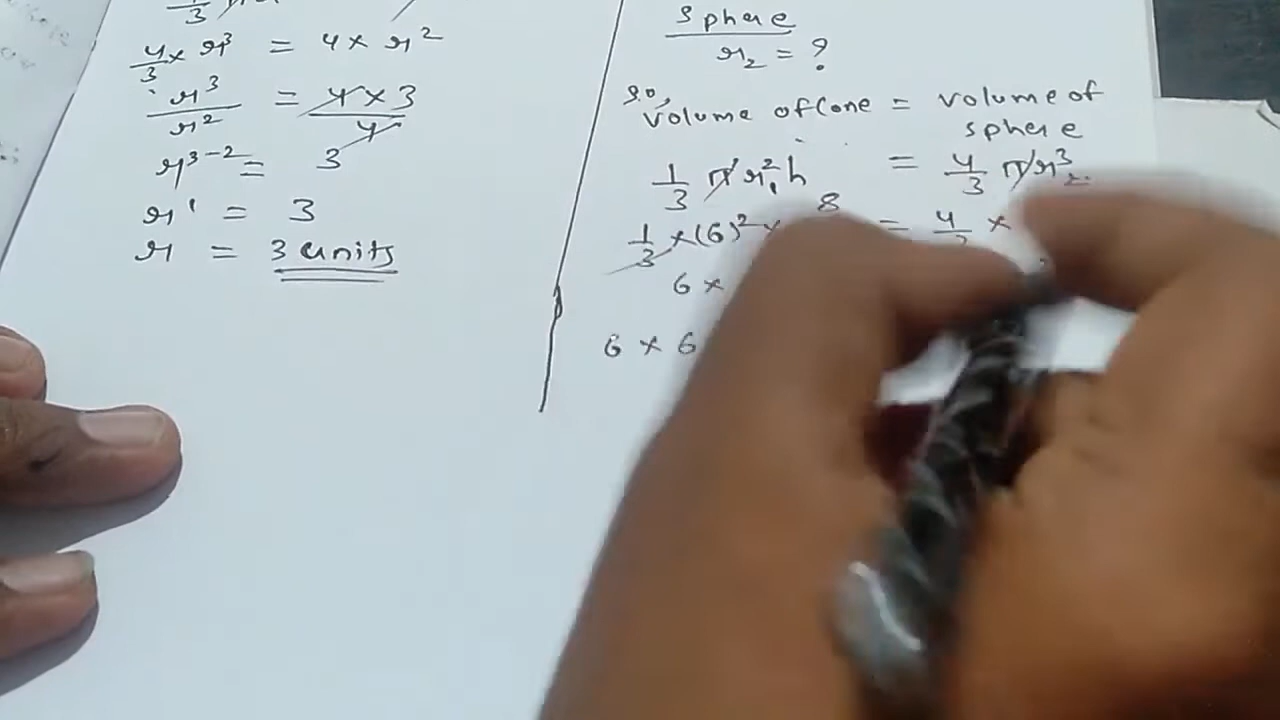 4/3 × r³ = 4 × r²
r³/r² = 4 × 3 / 4
r³⁻² = 3
r¹ = 3
r = 3 units
sphere
r₂ = ?
so,
volume of Cone = volume of
sphere
1/3 πr₁²h = 4/3 πr₂³
1/3 × (6)² × 8 = 4/3 ×
6 ×
6 × 6